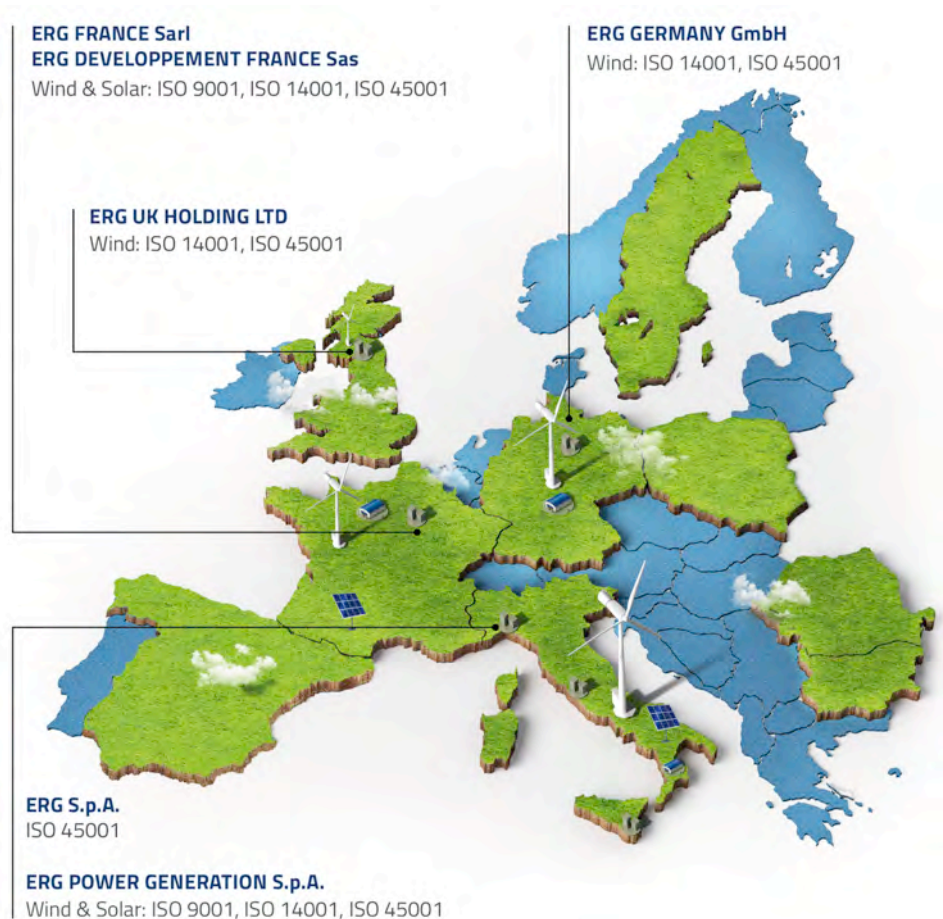 ERG FRANCE Sarl
ERG DEVELOPPEMENT FRANCE Sas
Wind & Solar: ISO 9001, ISO 14001, ISO 45001
ERG GERMANY GmbH
Wind: ISO 14001, ISO 45001
ERG UK HOLDING LTD
Wind: ISO 14001, ISO 45001
ERG S.p.A.
ISO 45001
ERG POWER GENERATION S.p.A.
Wind & Solar: ISO 9001, ISO 14001, ISO 45001